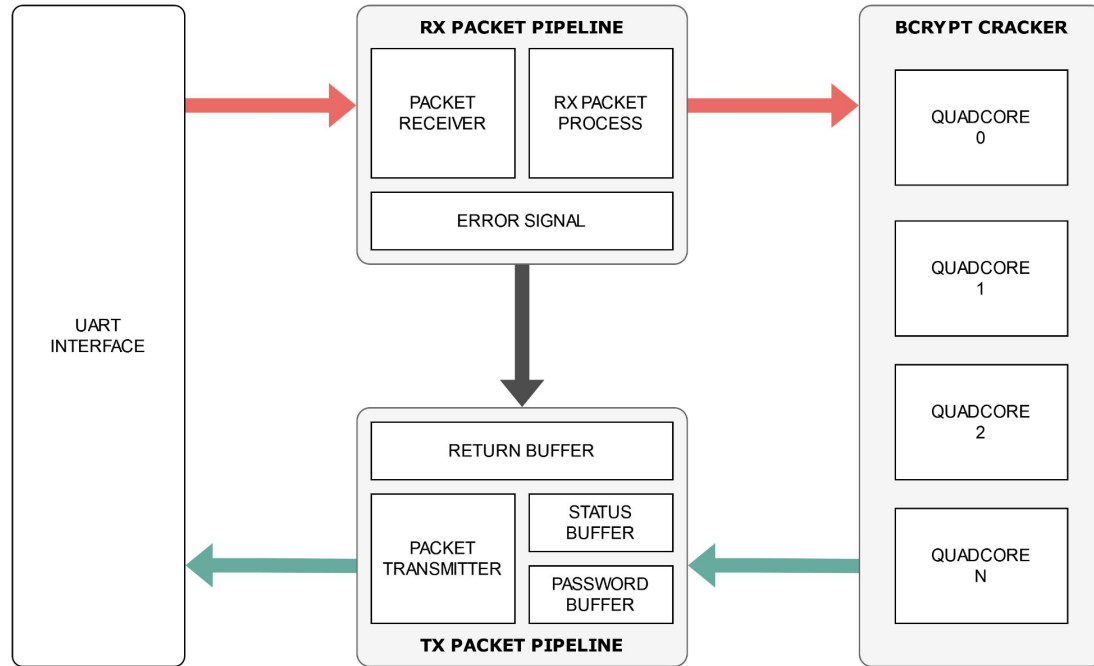 UART
INTERFACE
RX PACKET PIPELINE
PACKET
RECEIVER
RX PACKET
PROCESS
ERROR SIGNAL
RETURN BUFFER
PACKET
TRANSMITTER
STATUS
BUFFER
PASSWORD
BUFFER
TX PACKET PIPELINE
BCRYPT CRACKER
QUADCORE
0
QUADCORE
1
QUADCORE
2
QUADCORE
N